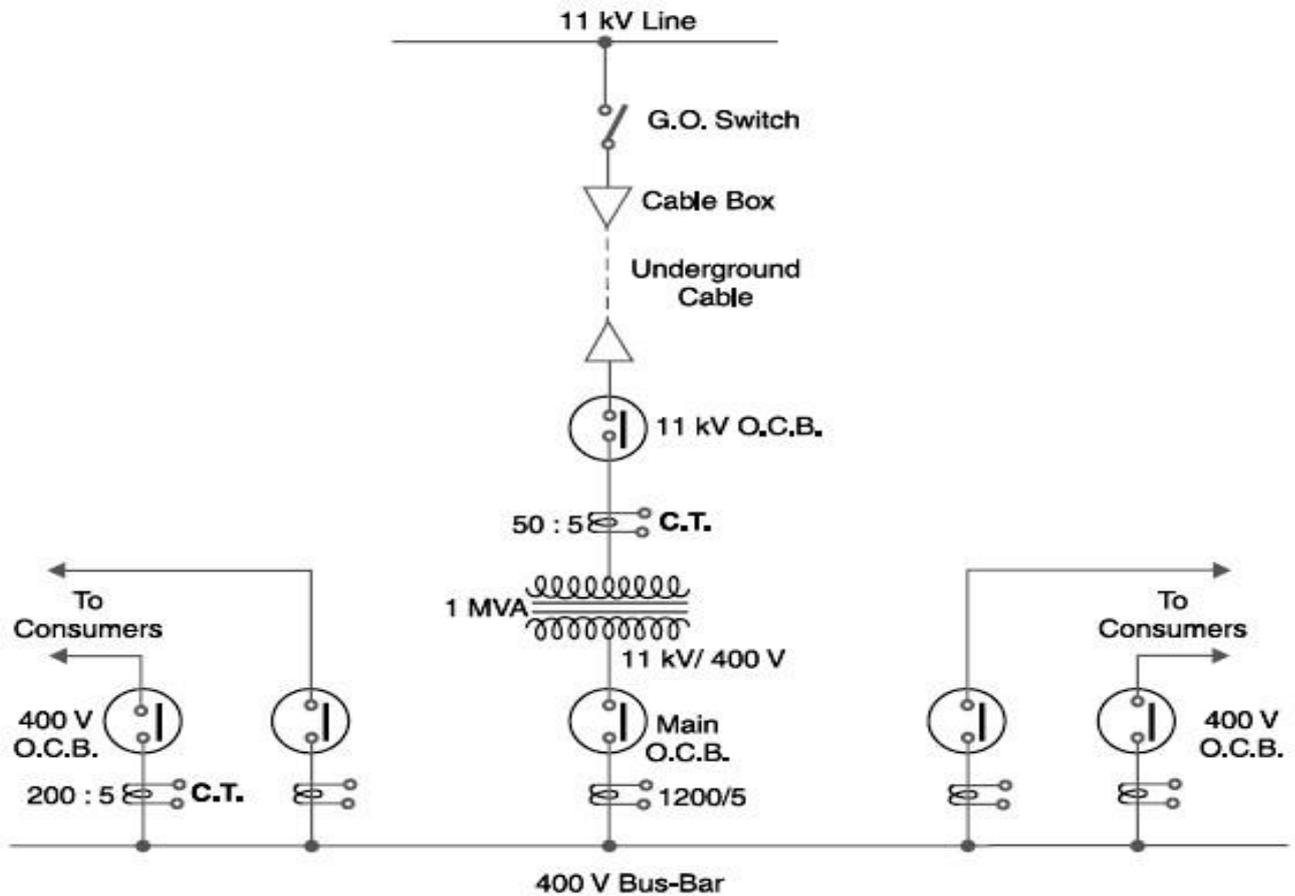 11 kV Line
G.O. Switch
Cable Box
Underground
Cable
11 kV O.C.B.
50 : 5
C.T.
1 MVA
11 kV/ 400 V
To
Consumers
To
Consumers
400 V
O.C.B.
Main
O.C.B.
400 V
O.C.B.
200 : 5
C.T.
1200/5
400 V Bus-Bar